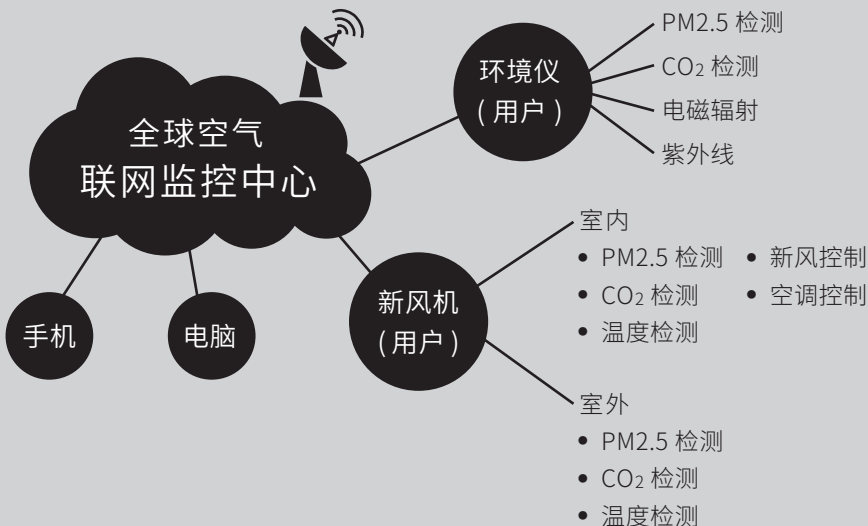 全球空气
联网监控中心
环境仪
(用户)
PM2.5 检测
CO₂ 检测
电磁辐射
紫外线
手机
电脑
新风机
(用户)
室内
• PM2.5 检测 • 新风控制
• CO₂ 检测 • 空调控制
• 温度检测
室外
• PM2.5 检测
• CO₂ 检测
• 温度检测